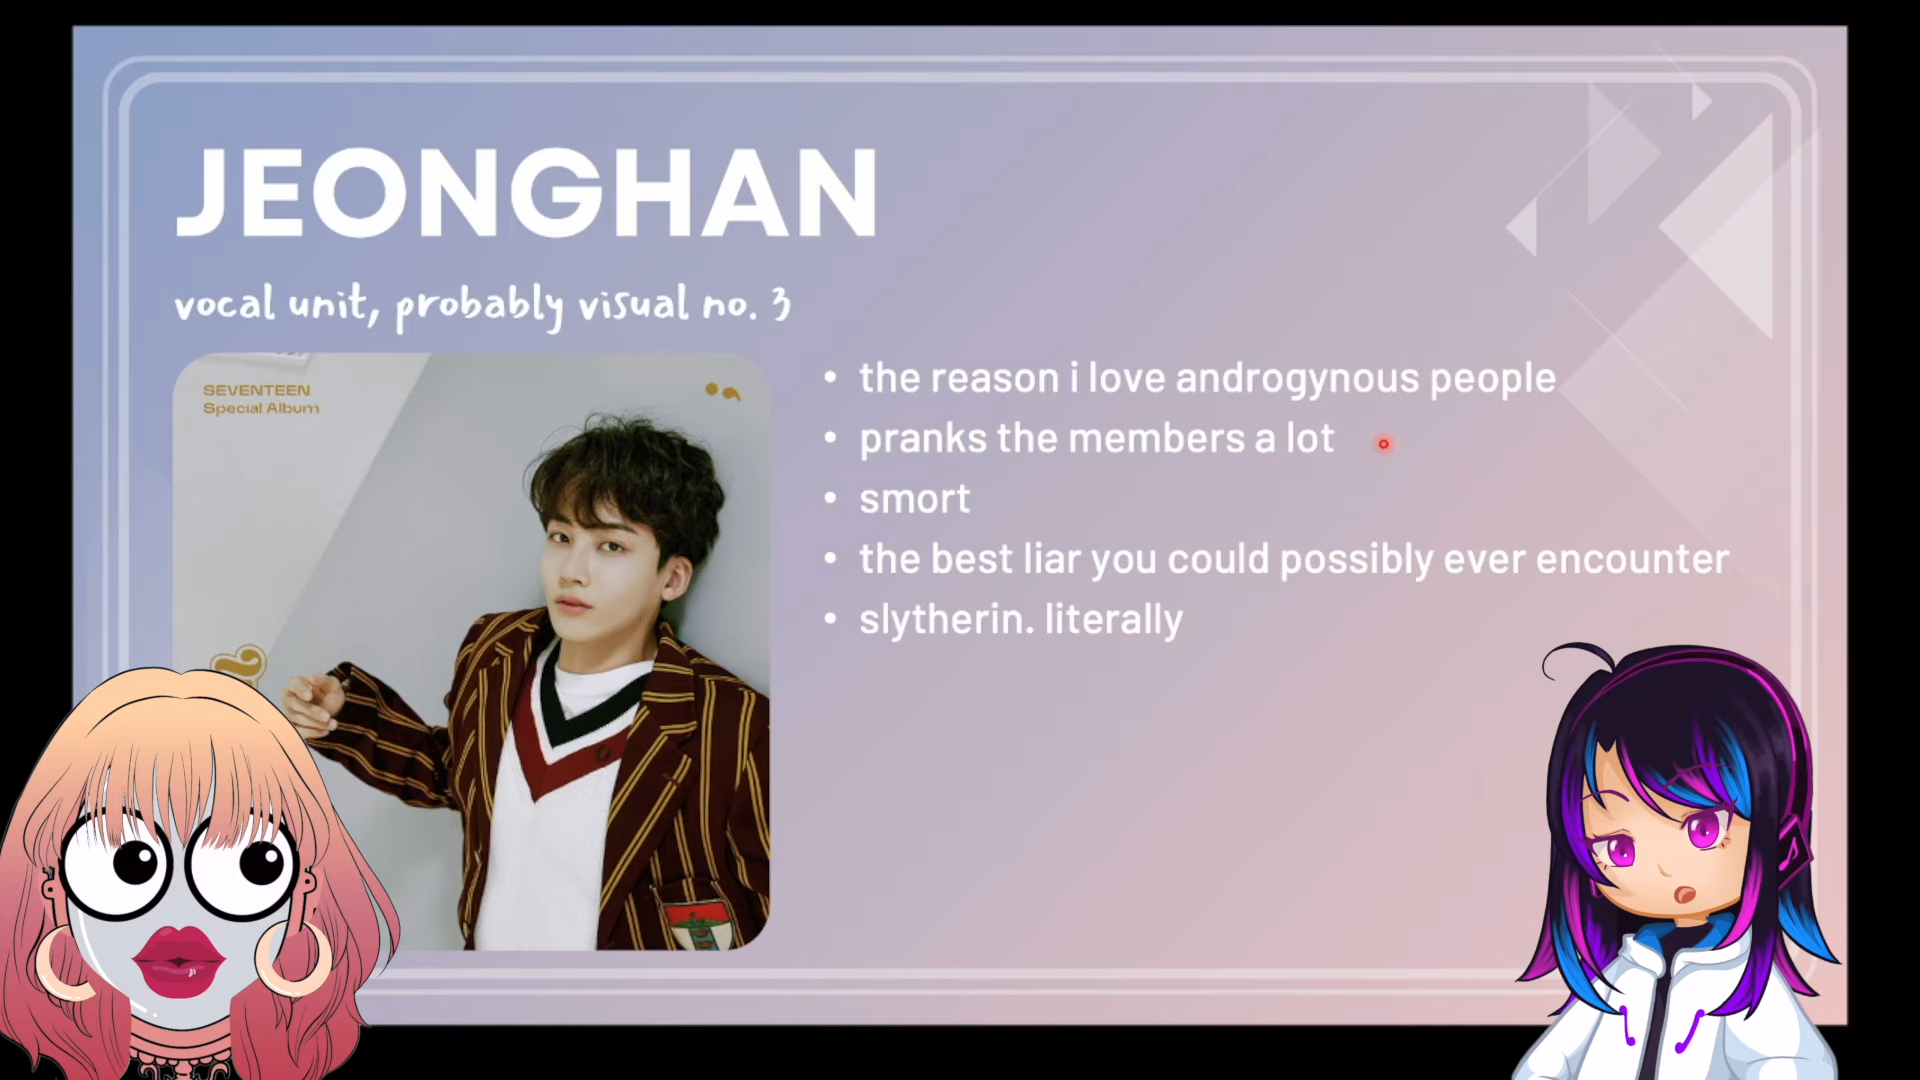 JEONGHAN
vocal unit, probably visual no. 3
SEVENTEEN
Special Album
• the reason i love androgynous people
• pranks the members a lot
• smort
• the best liar you could possibly ever encounter
• slytherin. literally